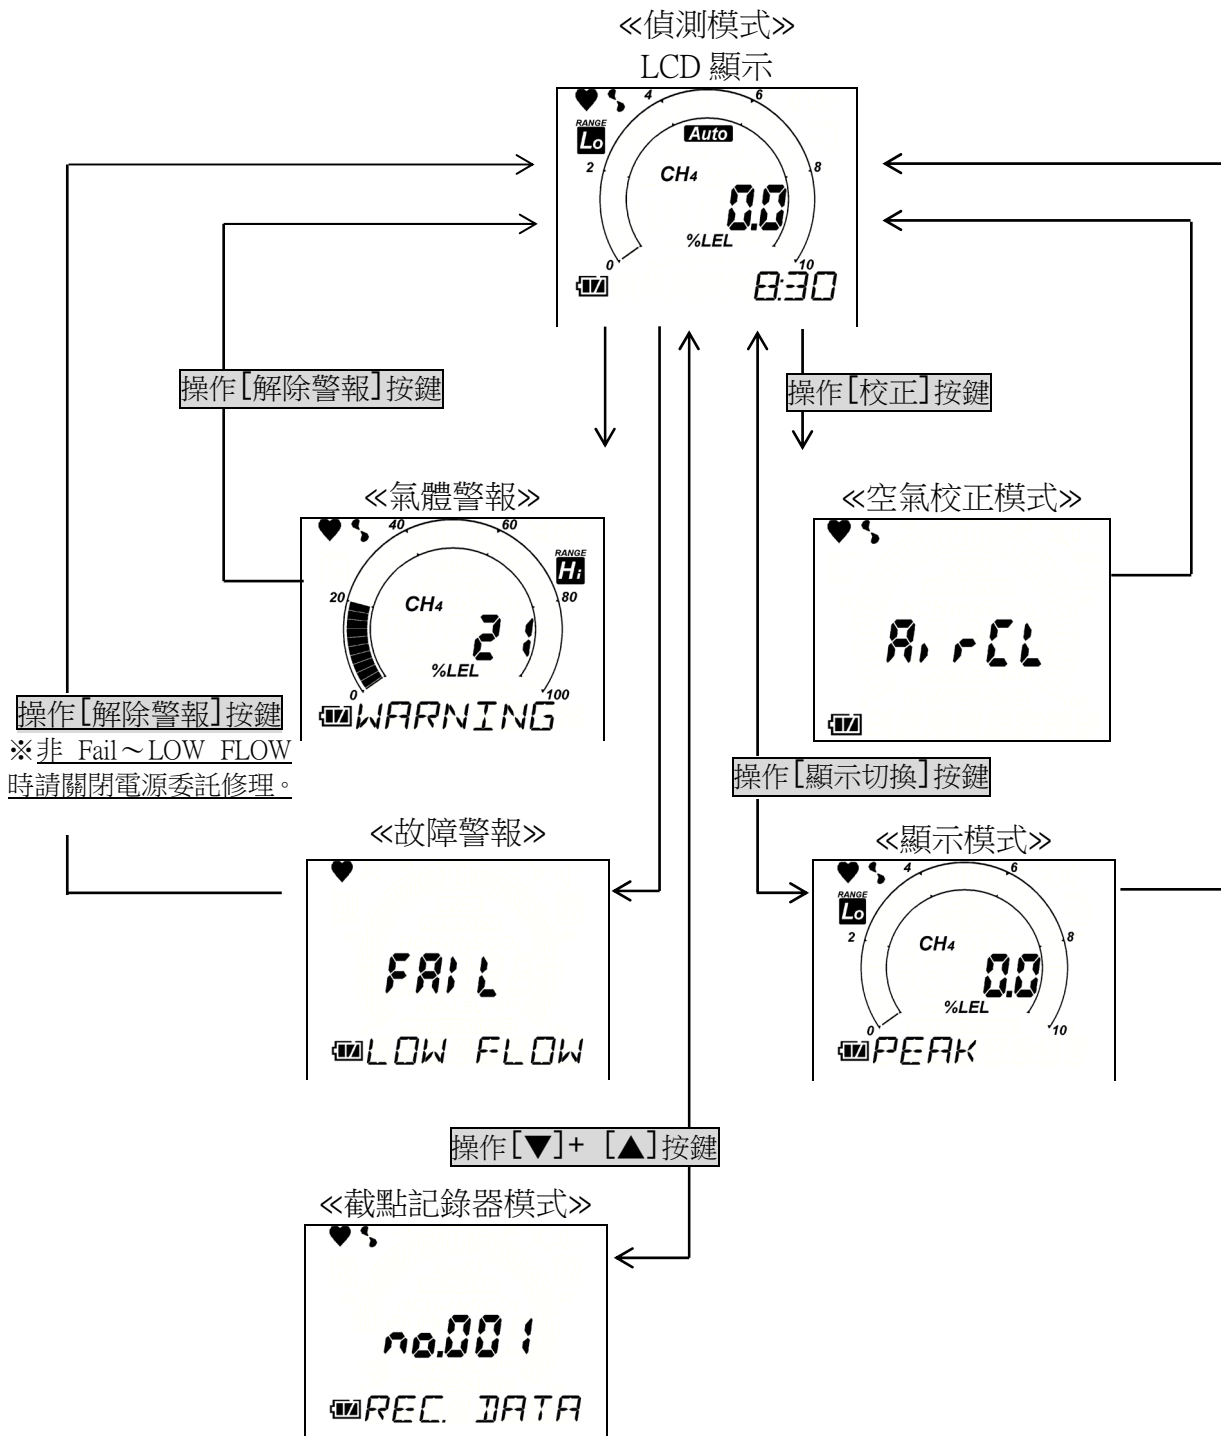 ≪偵測模式≫
LCD 顯示
4
6
RANGE
Lo
Auto
2
8
CH4
0.0
%LEL
0
10
8:30
操作[解除警報]按鍵
操作[校正]按鍵
≪氣體警報≫
40
60
RANGE
Hi
20
80
CH4
21
%LEL
0
100
WARNING
≪空氣校正模式≫
AirCL
操作[解除警報]按鍵
※非 Fail～LOW FLOW
時請關閉電源委託修理。
操作[顯示切換]按鍵
≪故障警報≫
FAIL
LOW FLOW
≪顯示模式≫
4
6
RANGE
Lo
2
8
CH4
0.0
%LEL
0
10
PEAK
操作[▼]+ [▲]按鍵
≪截點記錄器模式≫
no.001
REC. DATA